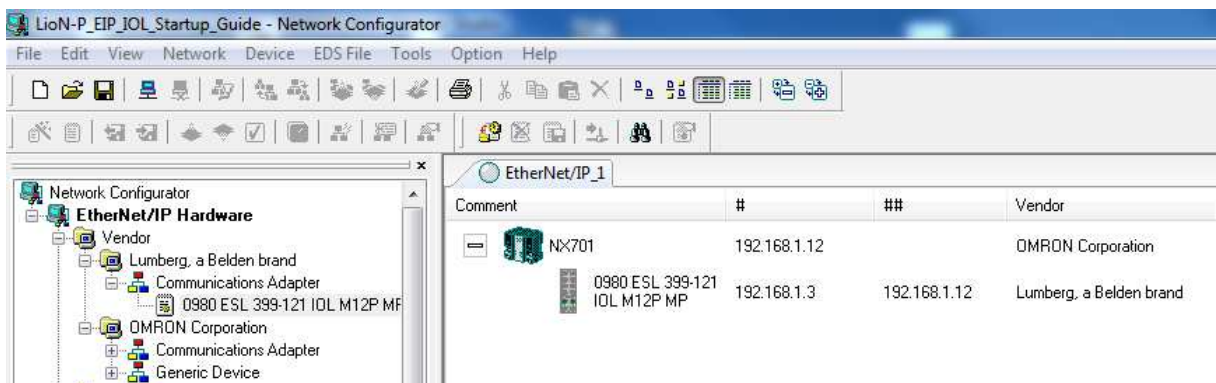 LioN-P_EIP_IOL_Startup_Guide - Network Configurator
File Edit View Network Device EDS File Tools Option Help
EtherNet/IP_1
Network Configurator
EtherNet/IP Hardware
Vendor
Lumberg, a Belden brand
Communications Adapter
0980 ESL 399-121 IOL M12P MF
OMRON Corporation
Communications Adapter
Generic Device
Comment # ## Vendor
NX701 192.168.1.12 OMRON Corporation
0980 ESL 399-121
IOL M12P MP 192.168.1.3 192.168.1.12 Lumberg, a Belden brand